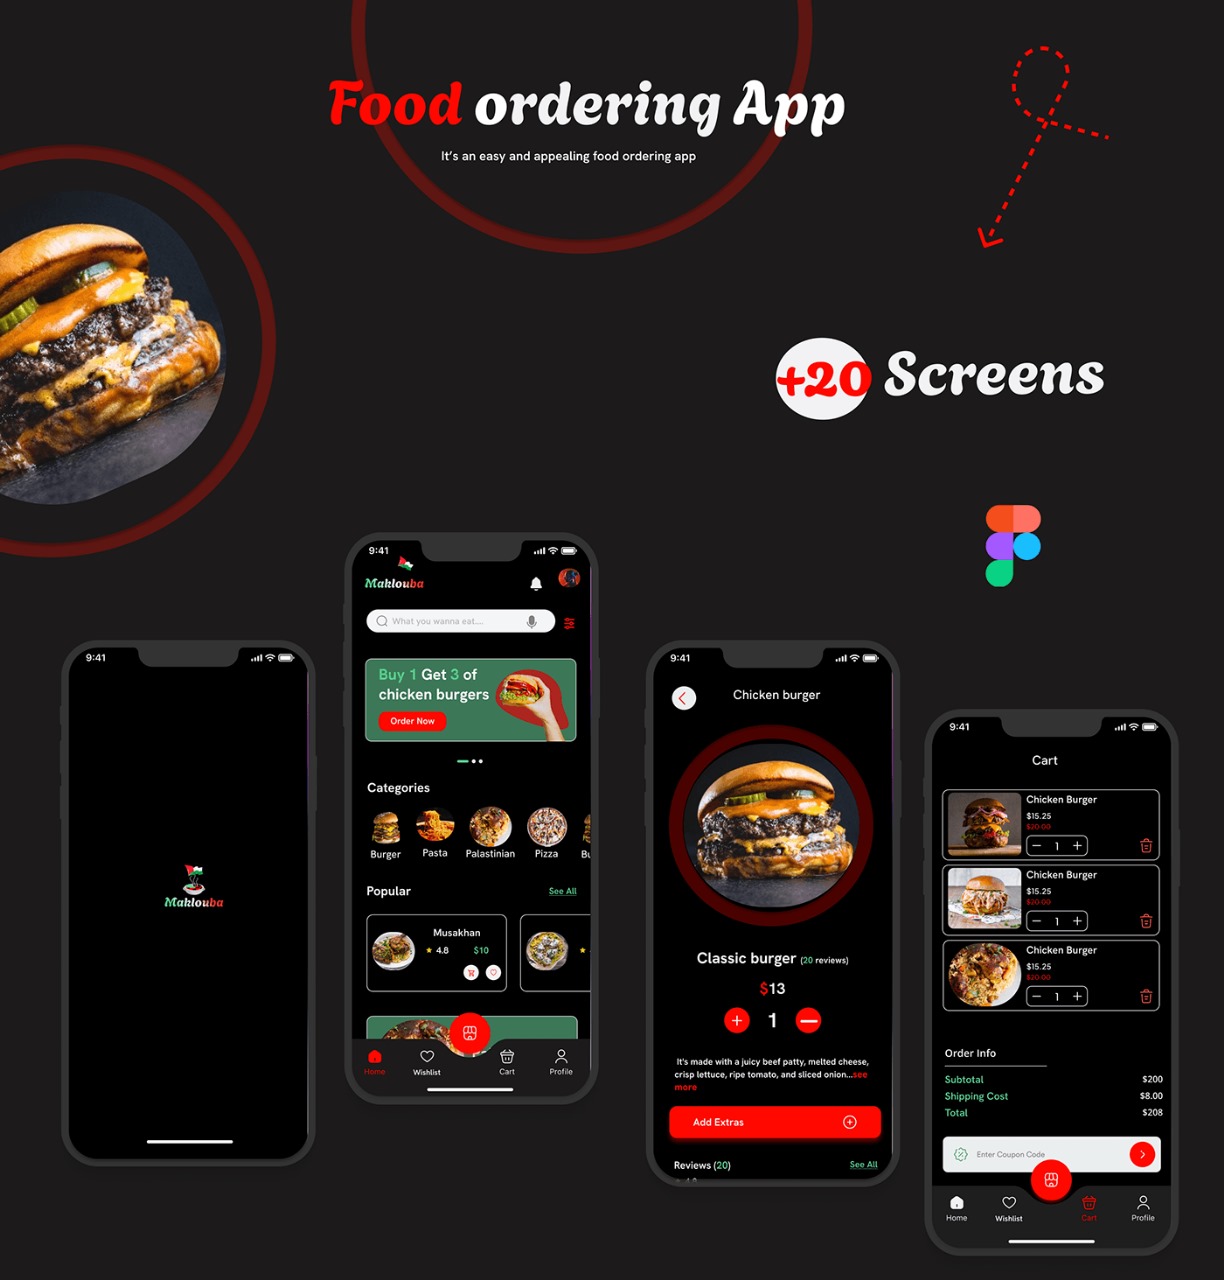 Food ordering App
It's an easy and appealing food ordering app
+20 Screens
9:41
Maklouba
9:41
Maklouba
What you wanna eat....
Buy 1 Get 3 of
chicken burgers
Order Now
Categories
Burger Pasta Palastinian Pizza Bu
Popular See All
Musakhan
4.8 $10
Home Wishlist Cart Profile
9:41
Chicken burger
Classic burger (20 reviews)
$13
1
It's made with a juicy beef patty, melted cheese,
crisp lettuce, ripe tomato, and sliced onion...see
more
Add Extras
Reviews (20) See All
9:41
Cart
Chicken Burger
$15.25
$20.00
1
Chicken Burger
$15.25
$20.00
1
Chicken Burger
$15.25
$20.00
1
Order Info
Subtotal $200
Shipping Cost $8.00
Total $208
Enter Coupon Code
Home Wishlist Cart Profile